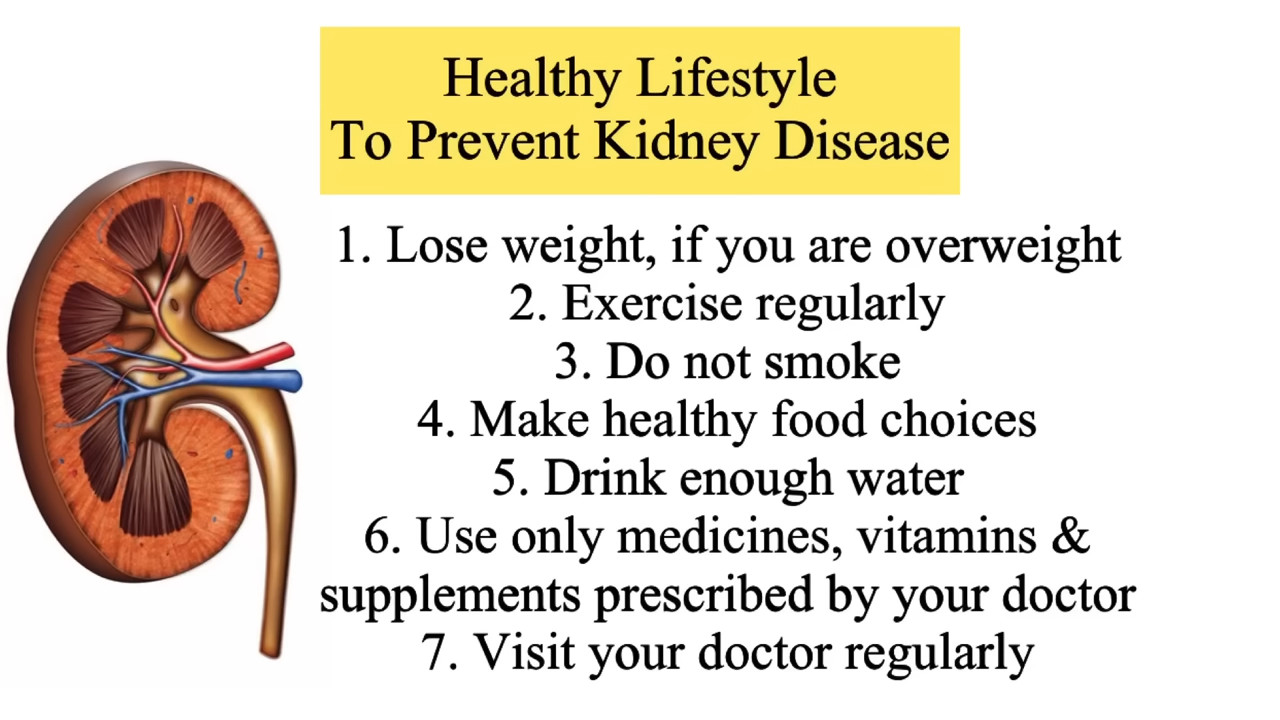 Healthy Lifestyle
To Prevent Kidney Disease
1. Lose weight, if you are overweight
2. Exercise regularly
3. Do not smoke
4. Make healthy food choices
5. Drink enough water
6. Use only medicines, vitamins &
supplements prescribed by your doctor
7. Visit your doctor regularly